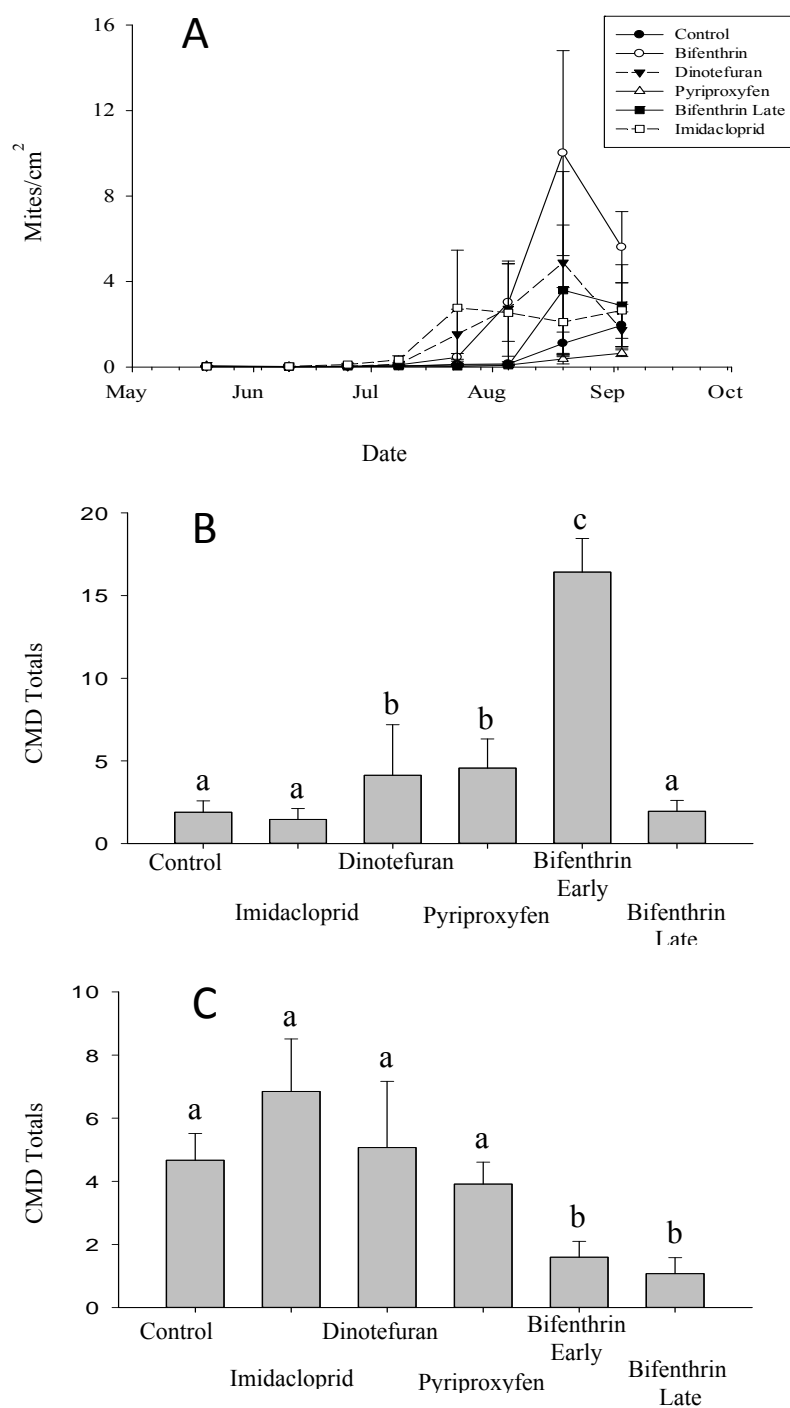 A
16
12
8
4
0
Mites/cm²
Control
Bifenthrin
Dinotefuran
Pyriproxyfen
Bifenthrin Late
Imidacloprid
May Jun Jul Aug Sep Oct
Date
B
20
15
10
5
0
CMD Totals
a a b b c a
Control Dinotefuran Bifenthrin
Early
Imidacloprid Pyriproxyfen Bifenthrin
Late
C
10
8
6
4
2
0
CMD Totals
a a a a b b
Control Dinotefuran Bifenthrin
Early
Imidacloprid Pyriproxyfen Bifenthrin
Late